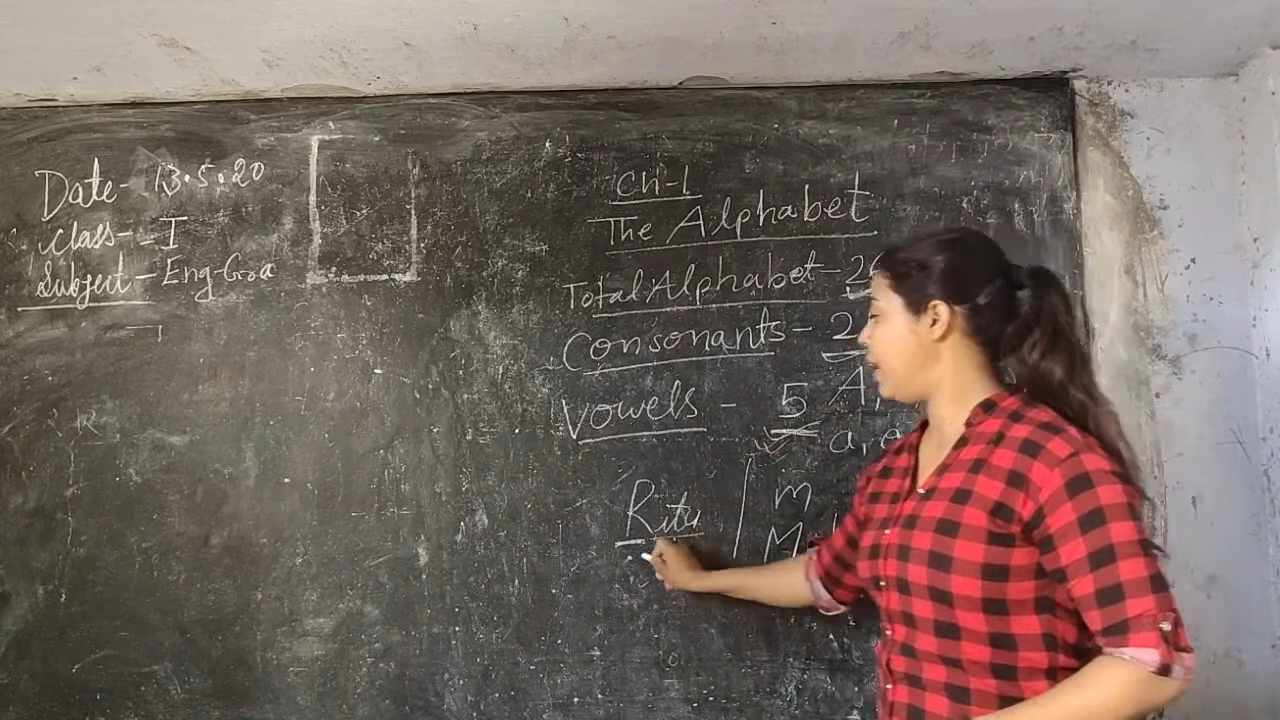 Date- 13.5.20
Class- I
Subject - Eng-Gra
Ch-1
The Alphabet
Total Alphabet - 26
Consonants - 2
Vowels - 5 A,
a, e
Ritu m
M